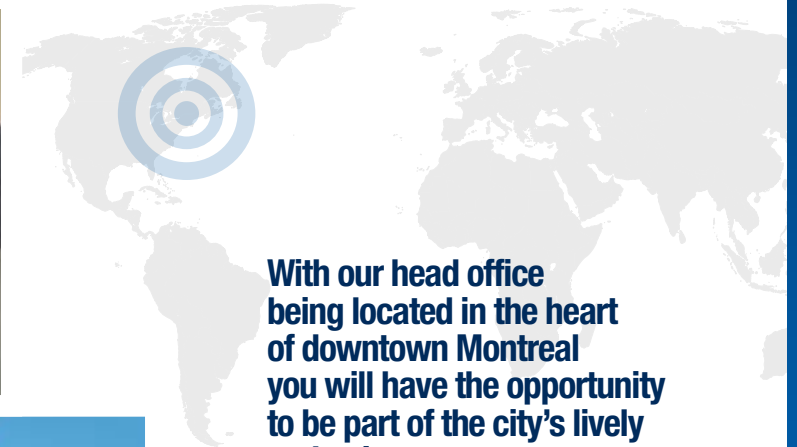 With our head office
being located in the heart
of downtown Montreal
you will have the opportunity
to be part of the city's lively